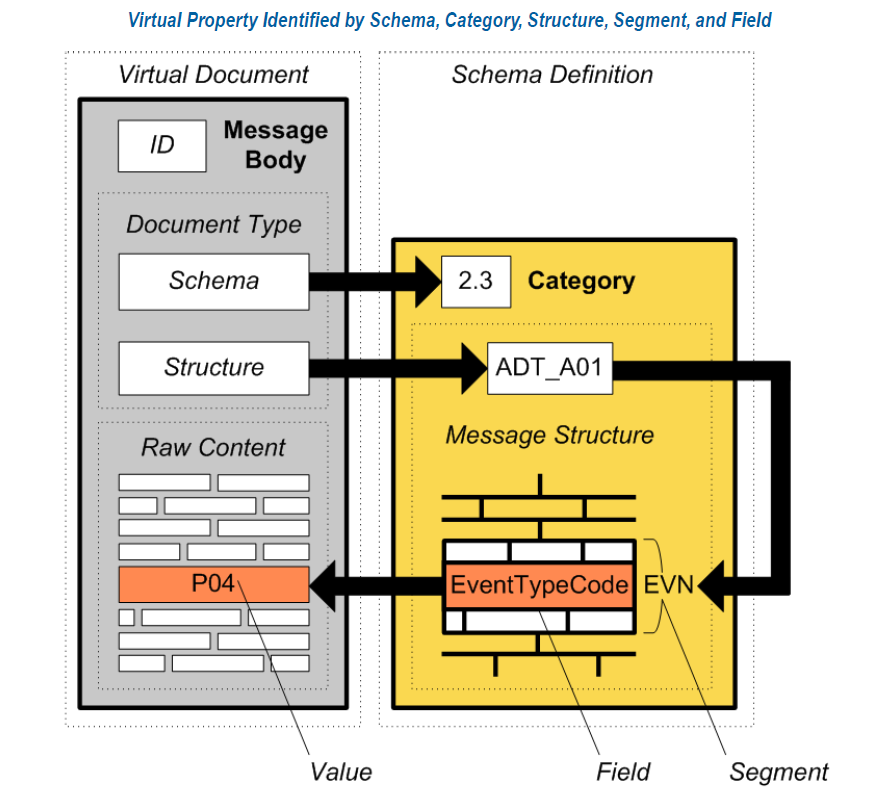 Virtual Property Identified by Schema, Category, Structure, Segment, and Field
Virtual Document
Schema Definition
ID
Message
Body
Document Type
Schema
2.3
Category
Structure
ADT_A01
Message Structure
Raw Content
P04
EventTypeCode
EVN
Value
Field
Segment